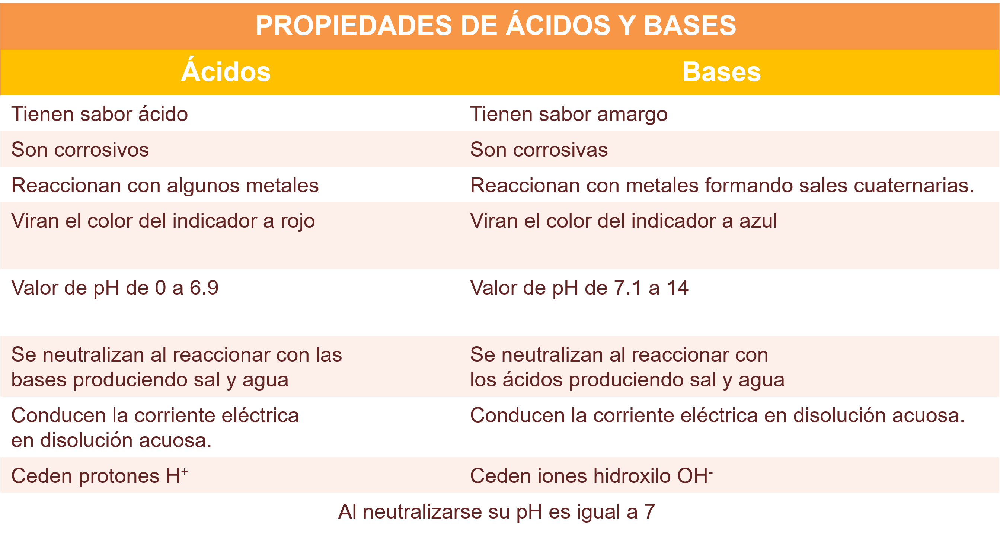 PROPIEDADES DE ÁCIDOS Y BASES
Ácidos Bases
Tienen sabor ácido Tienen sabor amargo
Son corrosivos Son corrosivas
Reaccionan con algunos metales Reaccionan con metales formando sales cuaternarias.
Viran el color del indicador a rojo Viran el color del indicador a azul
Valor de pH de 0 a 6.9 Valor de pH de 7.1 a 14
Se neutralizan al reaccionar con las
bases produciendo sal y agua
Se neutralizan al reaccionar con
los ácidos produciendo sal y agua
Conducen la corriente eléctrica
en disolución acuosa.
Conducen la corriente eléctrica en disolución acuosa.
Ceden protones H⁺ Ceden iones hidroxilo OH⁻
Al neutralizarse su pH es igual a 7